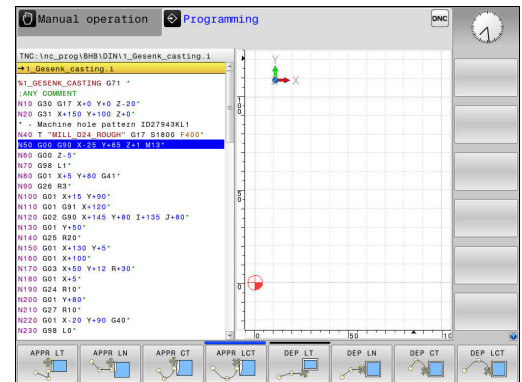 Manual operation
Programming
DNC
TNC:\nc_prog\BHB\DIN\1_Gesenk_casting.i
→1_Gesenk_casting.i
%1_GESENK_CASTING G71 *
;ANY COMMENT
N10 G30 G17 X+0 Y+0 Z-20*
N20 G31 X+150 Y+100 Z+0*
* - Machine hole pattern ID27943KL1
N40 T "MILL_D24_ROUGH" G17 S1800 F400*
N50 G00 G90 X-25 Y+65 Z+1 M13*
N60 G00 Z-5*
N70 G98 L1*
N80 G01 X+5 Y+80 G41*
N90 G26 R3*
N100 G01 X+15 Y+90*
N110 G01 G91 X+120*
N120 G02 G90 X+145 Y+80 I+135 J+80*
N130 G01 Y+50*
N140 G25 R20*
N150 G01 X+130 Y+5*
N160 G01 X+100*
N170 G03 X+50 Y+12 R+30*
N180 G01 X+5*
N190 G24 R10*
N200 G01 Y+80*
N210 G27 R10*
N220 G01 X-20 Y+90 G40*
N230 G98 L0*
Y
X
100
50
0
0
50
10
APPR LT
APPR LN
APPR CT
APPR LCT
DEP LT
DEP LN
DEP CT
DEP LCT